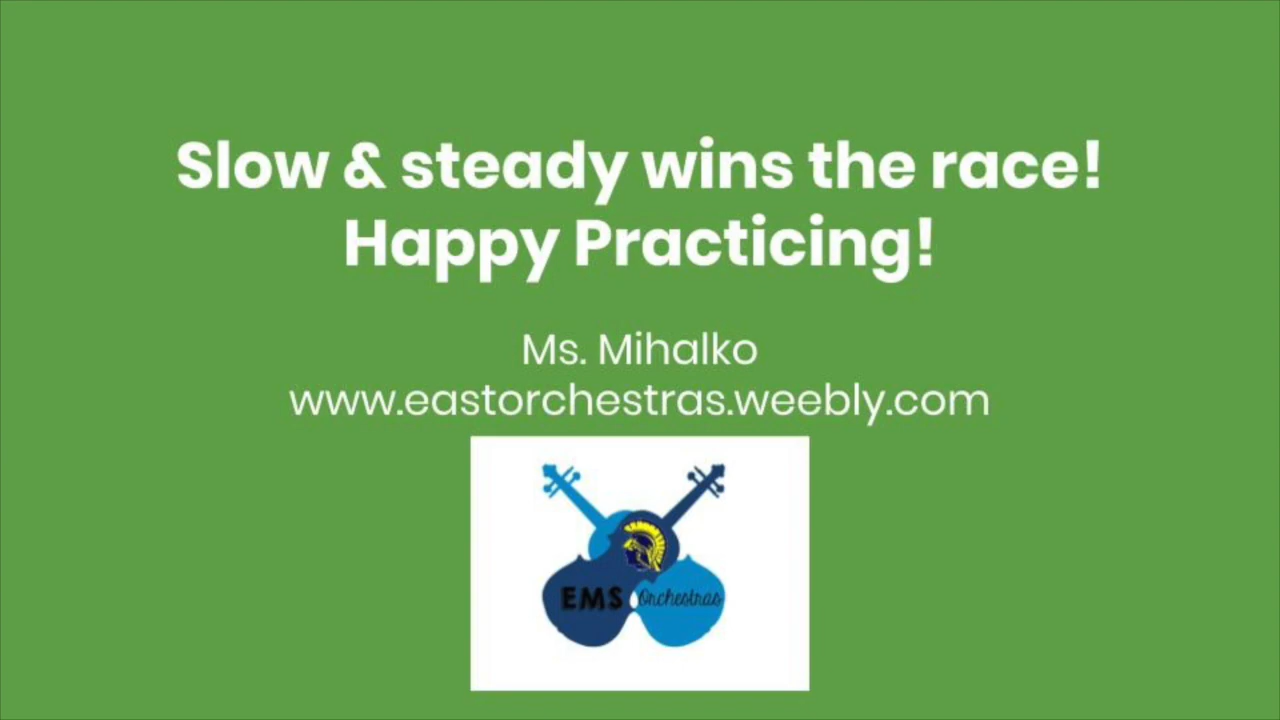 Slow & steady wins the race!
Happy Practicing!
Ms. Mihalko
www.eastorchestras.weebly.com
EMS Orchestras